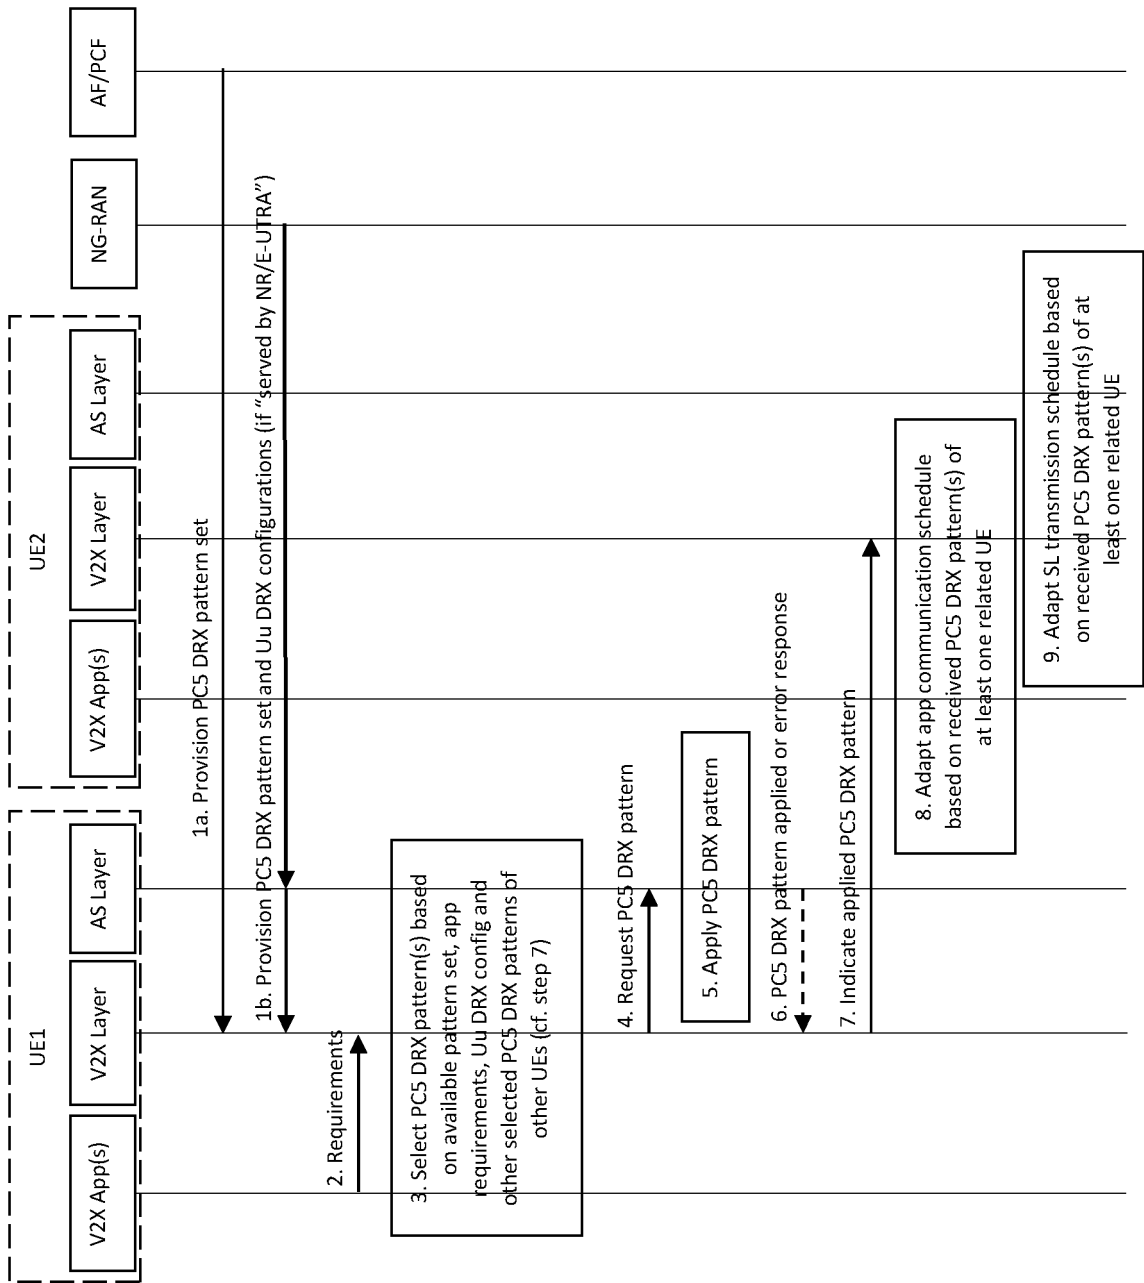 UE1
UE2
V2X App(s)
V2X Layer
AS Layer
V2X App(s)
V2X Layer
AS Layer
NG-RAN
AF/PCF
1a. Provision PC5 DRX pattern set
1b. Provision PC5 DRX pattern set and Uu DRX configurations (if “served by NR/E-UTRA”)
2. Requirements
3. Select PC5 DRX pattern(s) based
on available pattern set, app
requirements, Uu DRX config and
other selected PC5 DRX patterns of
other UEs (cf. step 7)
4. Request PC5 DRX pattern
5. Apply PC5 DRX pattern
6. PC5 DRX pattern applied or error response
7. Indicate applied PC5 DRX pattern
8. Adapt app communication schedule
based on received PC5 DRX pattern(s) of
at least one related UE
9. Adapt SL transmission schedule based
on received PC5 DRX pattern(s) of at
least one related UE